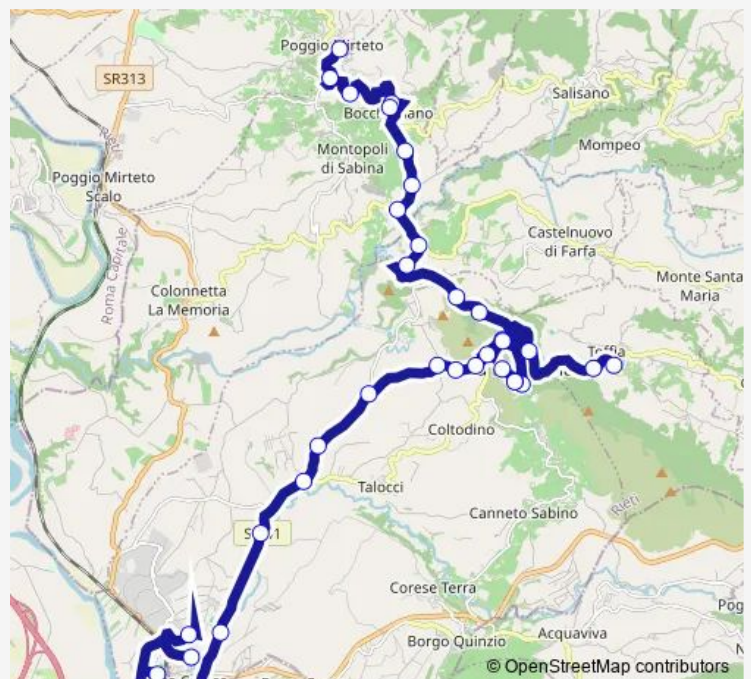 Poggio Mirteto
SR313
Salisano
Rieti
Montopoli
di Sabina
Mompeo
Poggio Mirteto
Scalo
Castelnuovo
di Farfa
Roma Capitale
Monte Santa
Maria
Colonnetta
La Memoria
Toffia
Coltodino
Talocci
Canneto Sabino
Rieti
Corese Terra
Borgo Quinzio
Acquaviva
© OpenStreetMap contributors